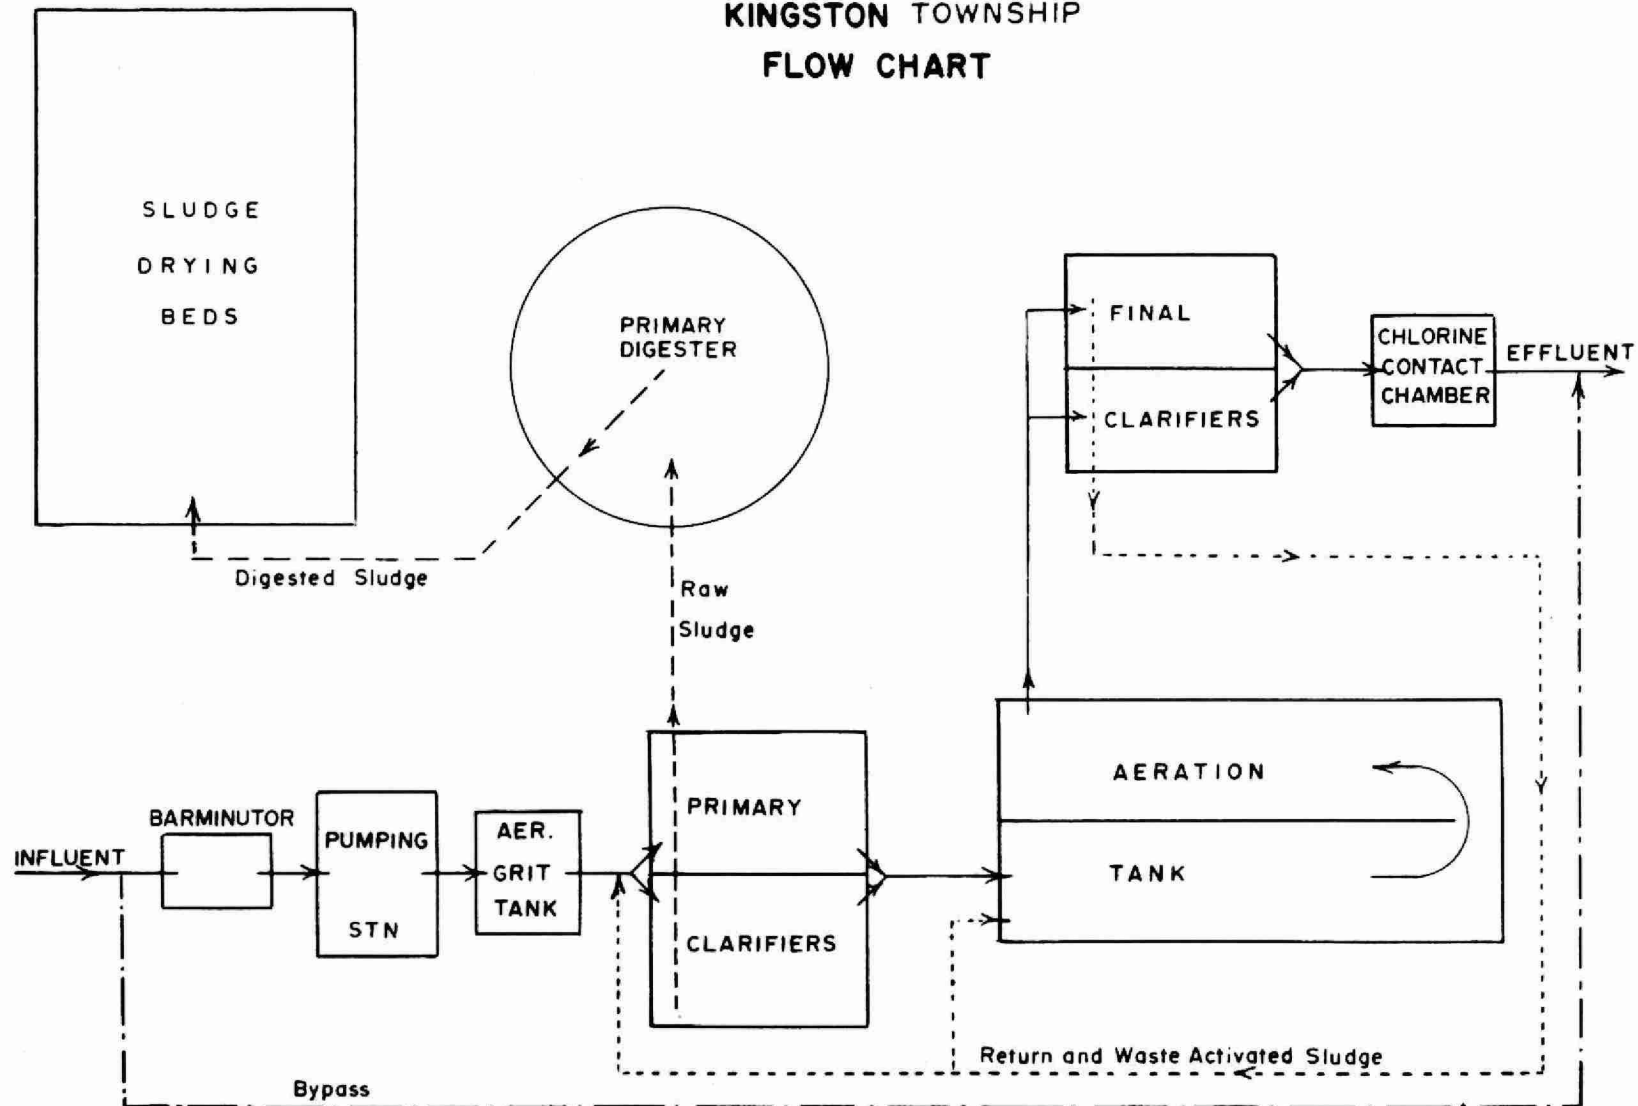 KINGSTON TOWNSHIP
FLOW CHART
SLUDGE
DRYING
BEDS
PRIMARY
DIGESTER
FINAL
CLARIFIERS
CHLORINE
CONTACT
CHAMBER
EFFLUENT
Digested Sludge
Raw
Sludge
AERATION
TANK
BARMINUTOR
INFLUENT
PUMPING
STN
AER.
GRIT
TANK
PRIMARY
CLARIFIERS
Return and Waste Activated Sludge
Bypass